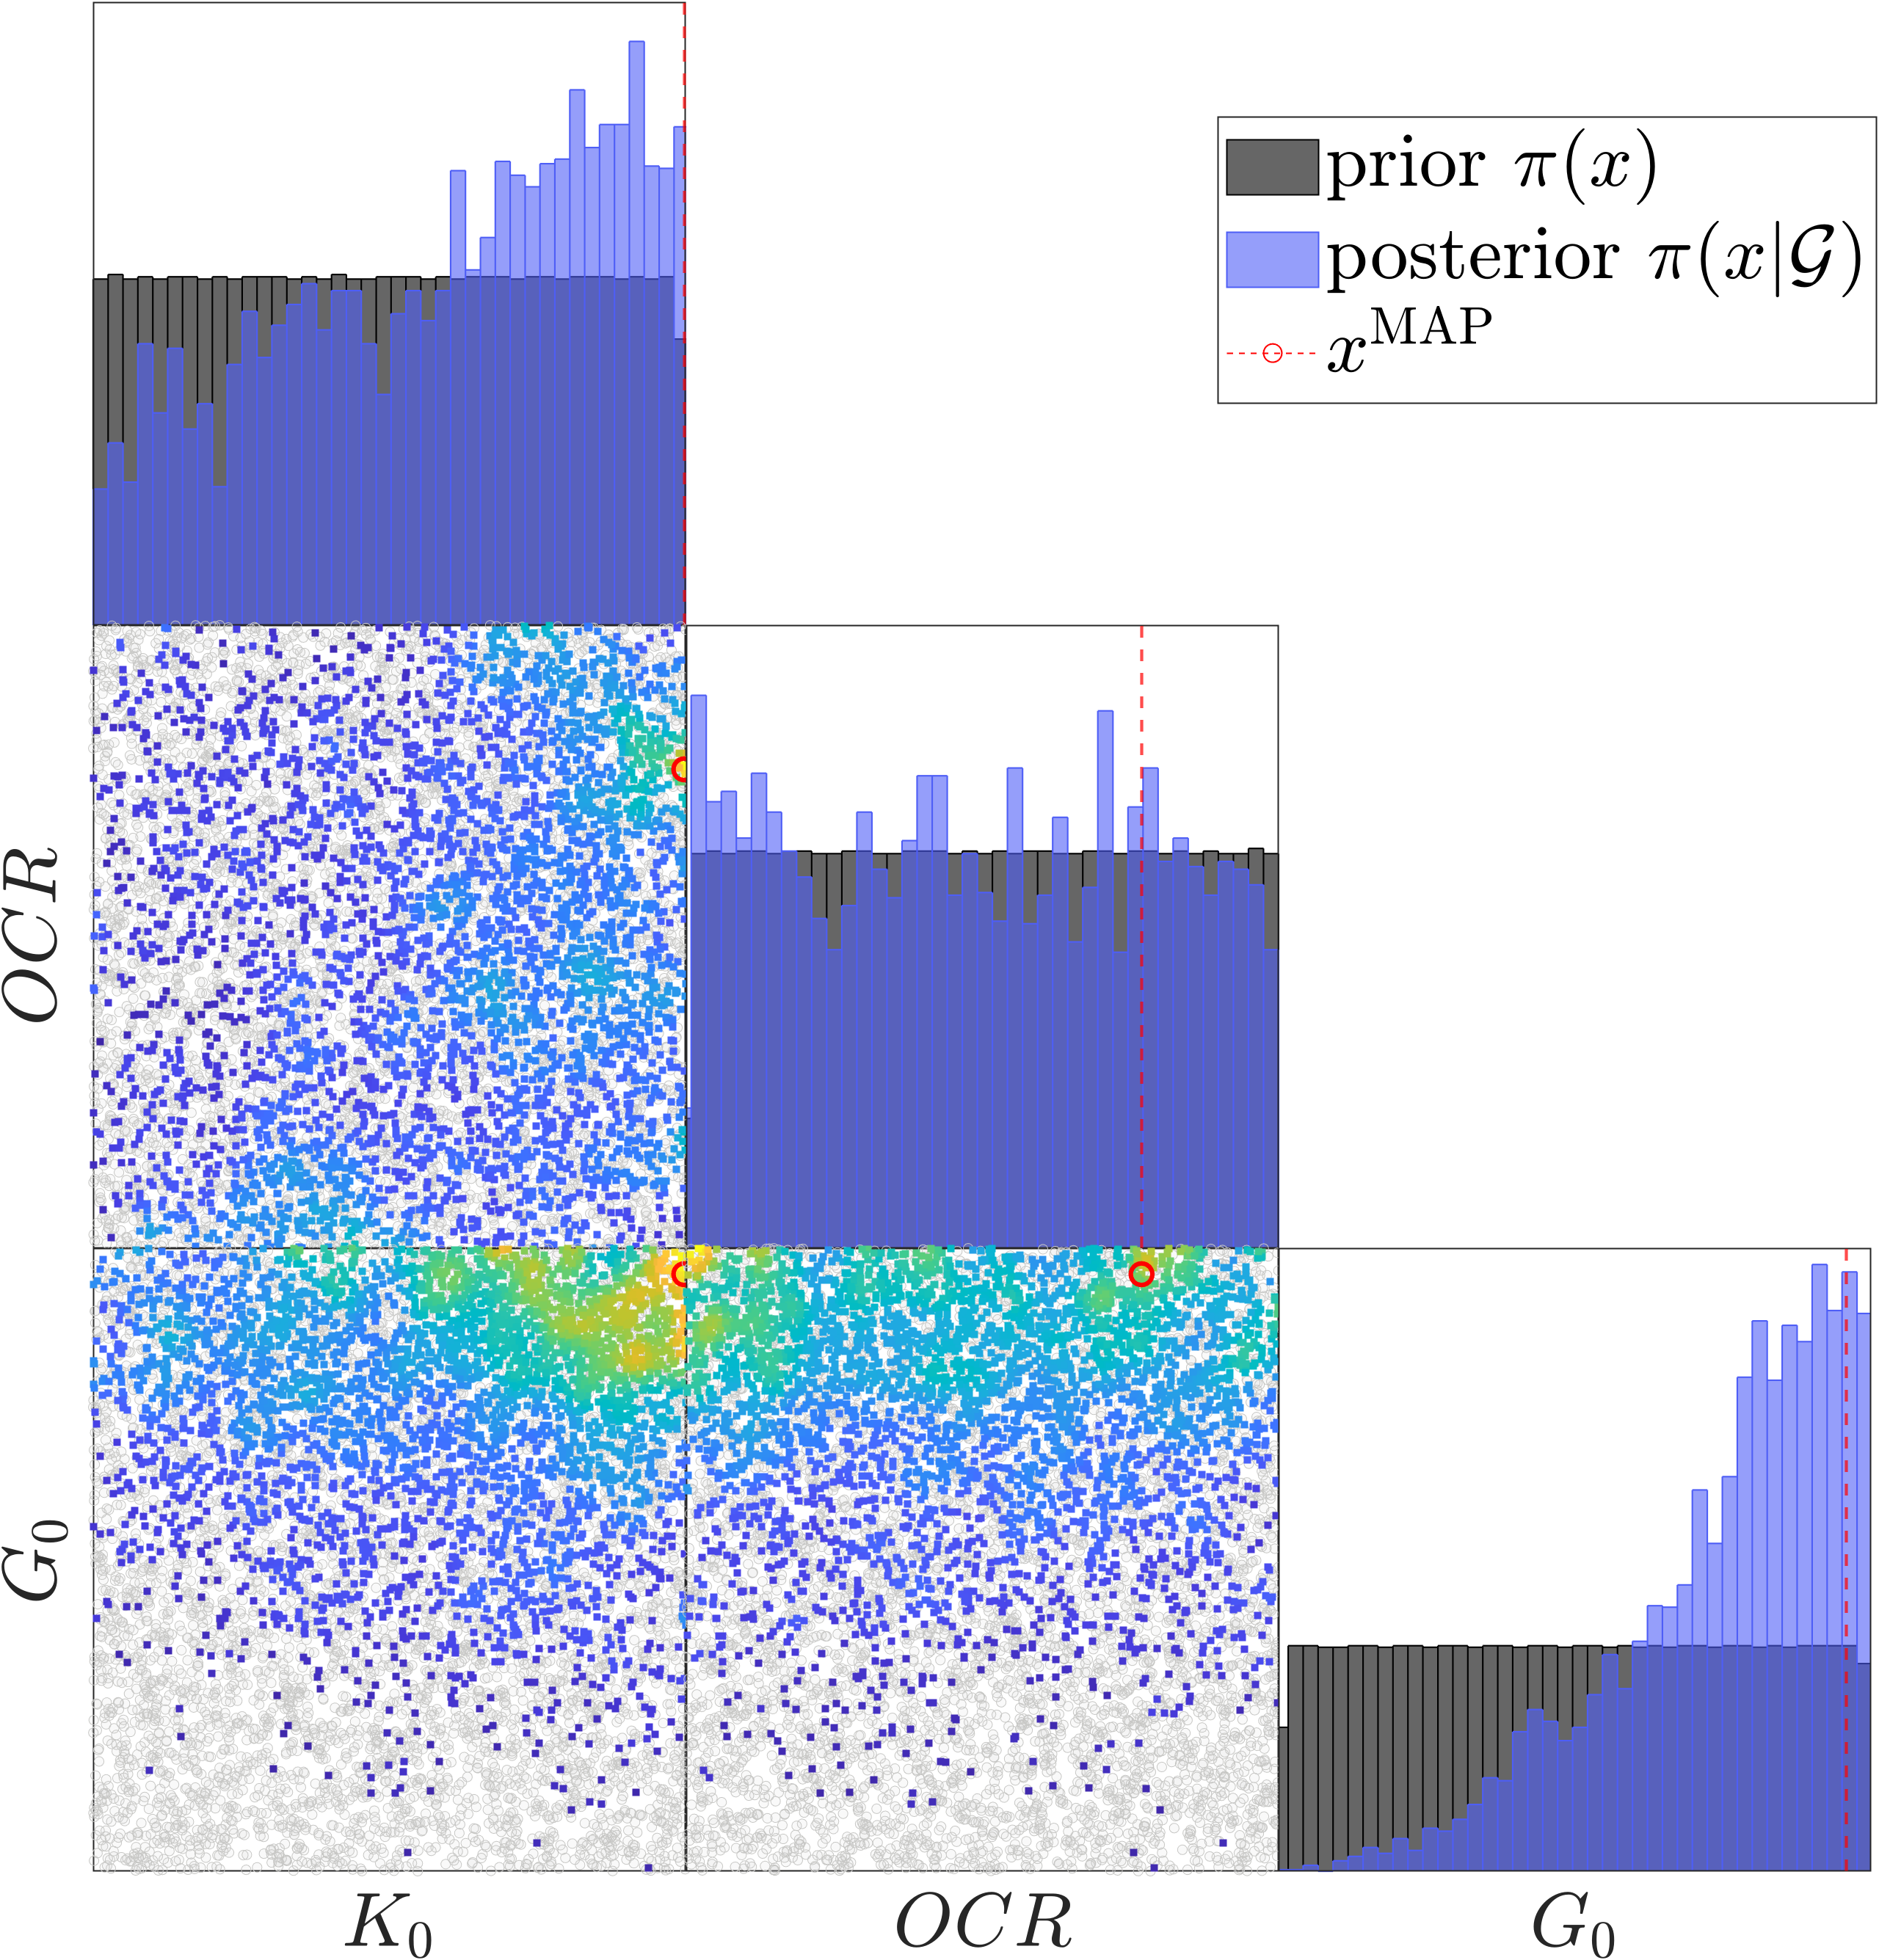 prior π(x)
posterior π(x|𝒢)
x^MAP
OCR
G₀
K₀
OCR
G₀